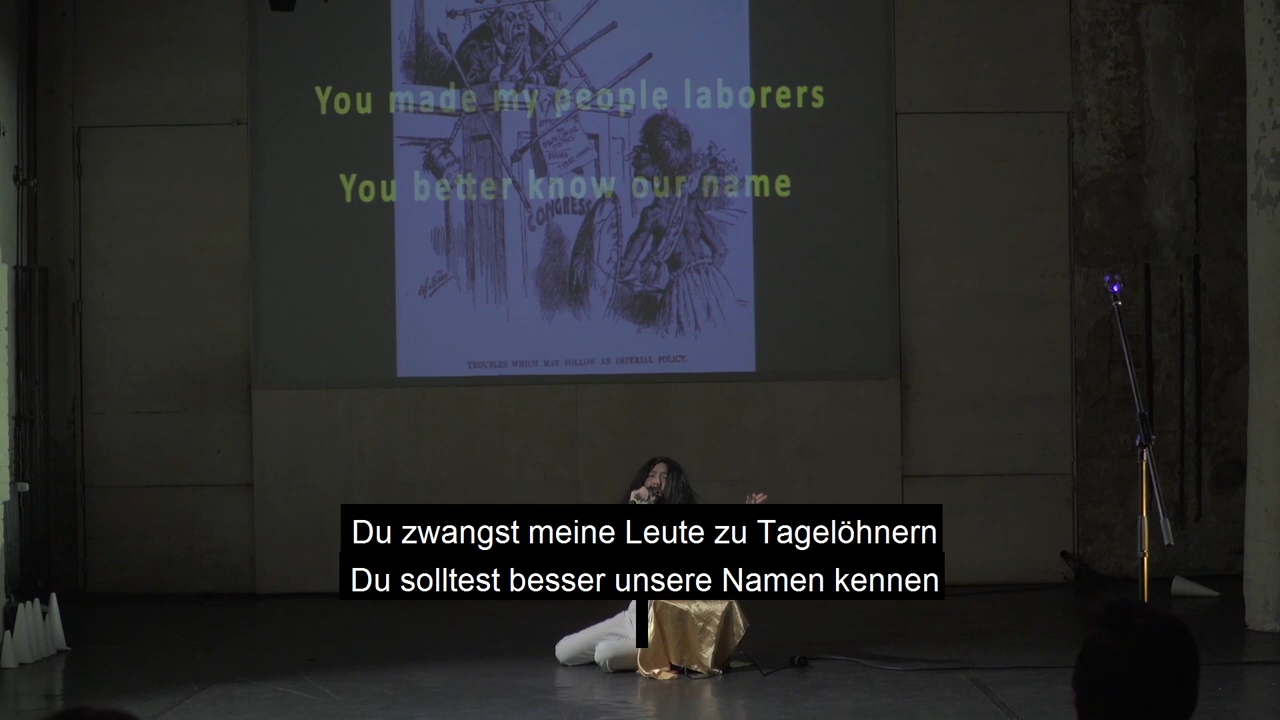 You made my people laborers
You better know our name
CONGRESS
TROUBLES WHICH MAY FOLLOW AN IMPERIAL POLICY.
Du zwangst meine Leute zu Tagelöhnern
Du solltest besser unsere Namen kennen